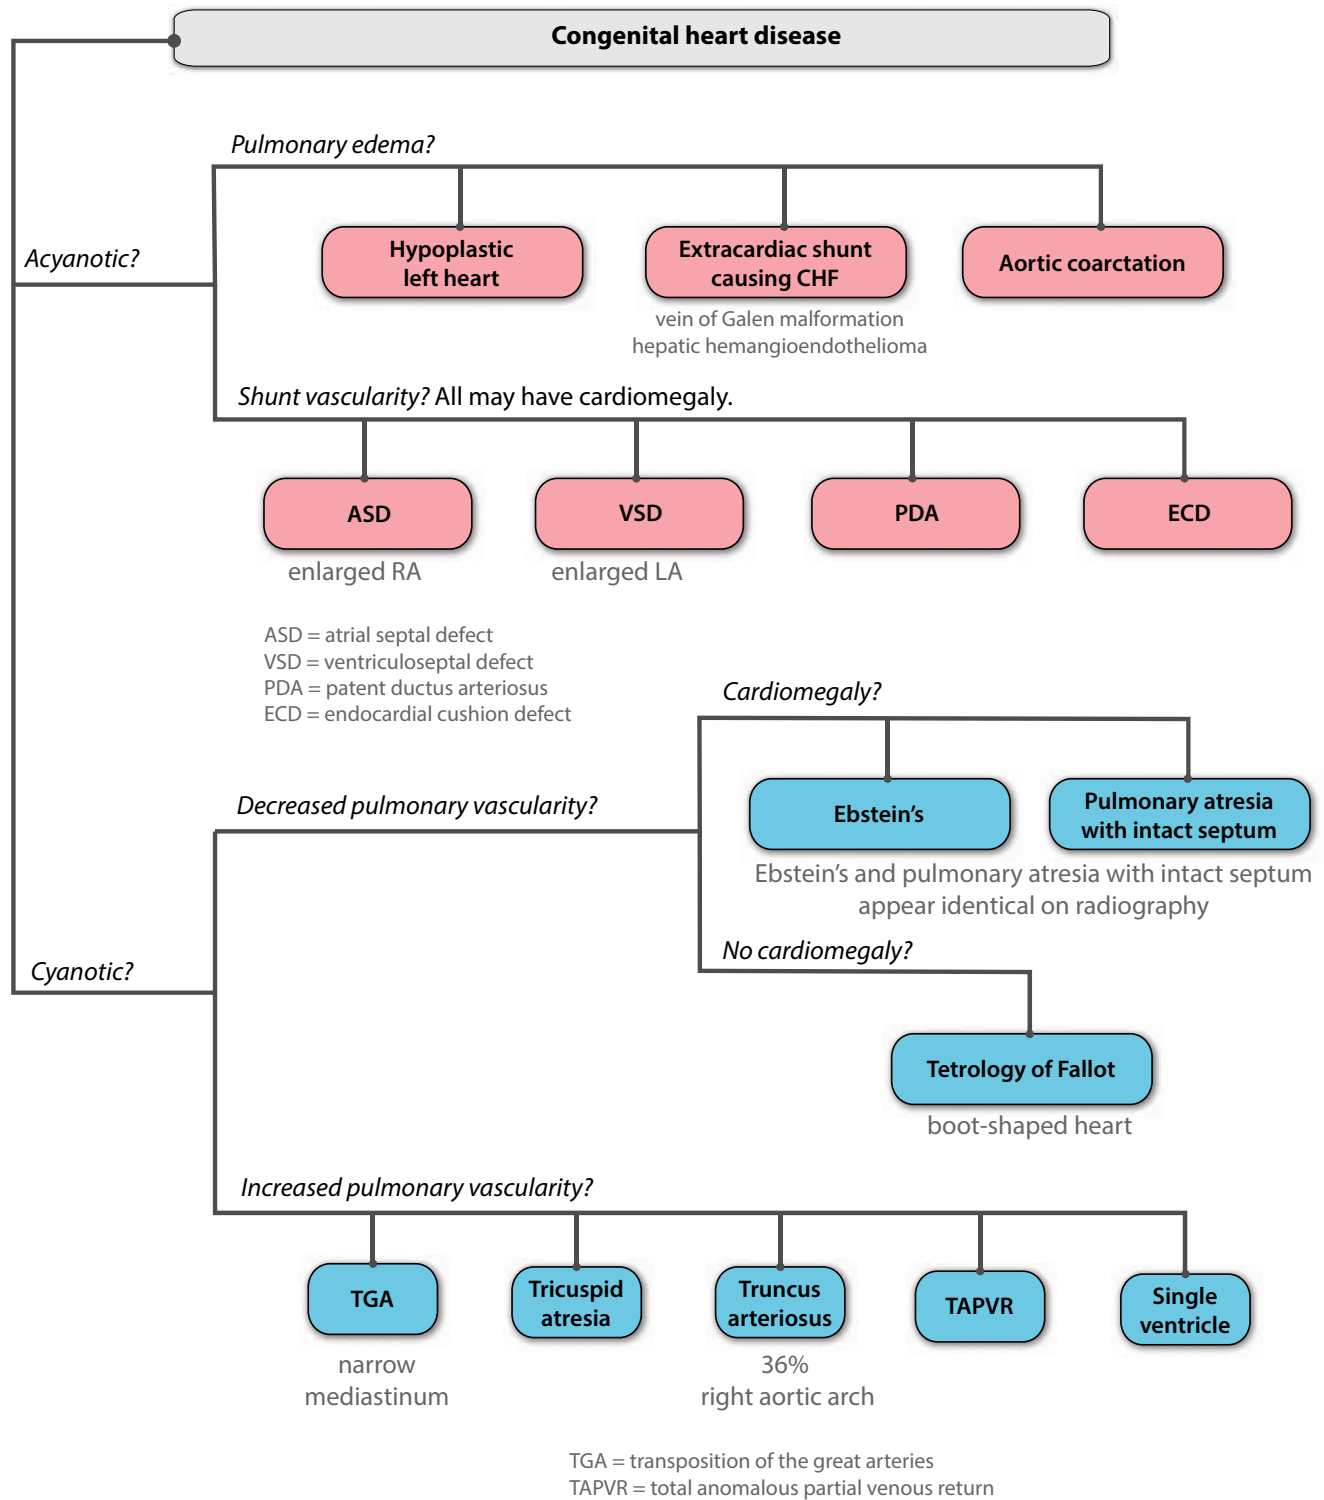 Congenital heart disease
Pulmonary edema?
Acyanotic?
Hypoplastic
left heart
Extracardiac shunt
causing CHF
Aortic coarctation
vein of Galen malformation
hepatic hemangioendothelioma
Shunt vascularity? All may have cardiomegaly.
ASD
VSD
PDA
ECD
enlarged RA
enlarged LA
ASD = atrial septal defect
VSD = ventriculoseptal defect
PDA = patent ductus arteriosus
ECD = endocardial cushion defect
Cardiomegaly?
Decreased pulmonary vascularity?
Ebstein’s
Pulmonary atresia
with intact septum
Ebstein’s and pulmonary atresia with intact septum
appear identical on radiography
No cardiomegaly?
Cyanotic?
Tetrology of Fallot
boot-shaped heart
Increased pulmonary vascularity?
TGA
Tricuspid
atresia
Truncus
arteriosus
TAPVR
Single
ventricle
narrow
mediastinum
36%
right aortic arch
TGA = transposition of the great arteries
TAPVR = total anomalous partial venous return